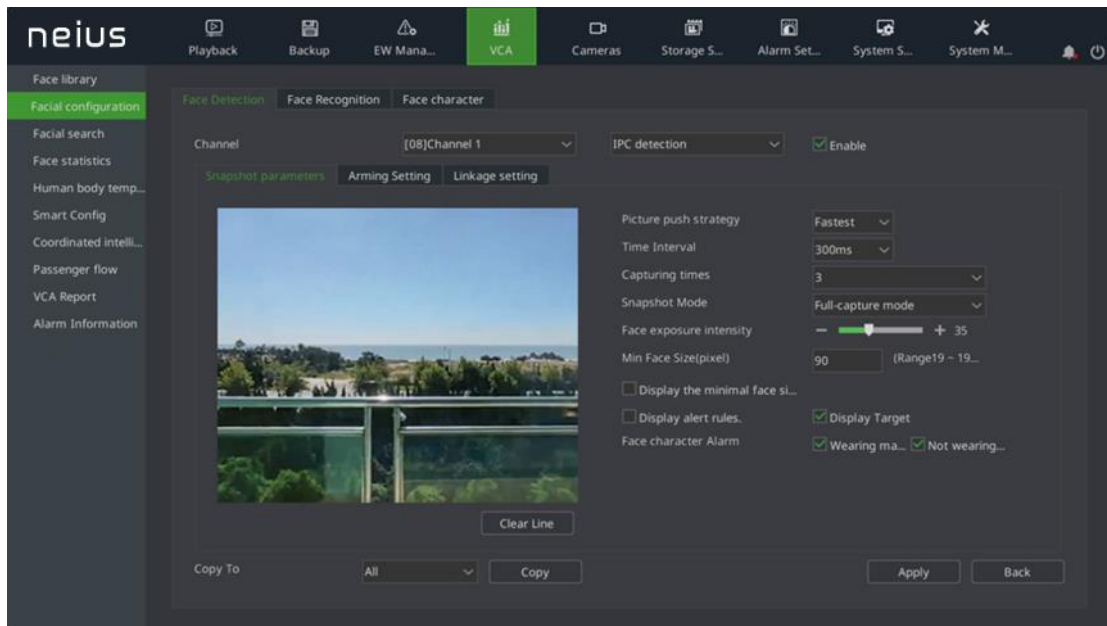 neius
Playback Backup EW Mana... VCA Cameras Storage S... Alarm Set... System S... System M...
Face library
Facial configuration
Facial search
Face statistics
Human body temp...
Smart Config
Coordinated intelli...
Passenger flow
VCA Report
Alarm Information
Face Detection Face Recognition Face character
Channel [08]Channel 1 IPC detection Enable
Snapshot parameters Arming Setting Linkage setting
Picture push strategy Fastest
Time Interval 300ms
Capturing times 3
Snapshot Mode Full-capture mode
Face exposure intensity 35
Min Face Size(pixel) 90 (Range19 ~ 19...
Display the minimal face si...
Display alert rules. Display Target
Face character Alarm Wearing ma... Not wearing...
Clear Line
Copy To All Copy Apply Back